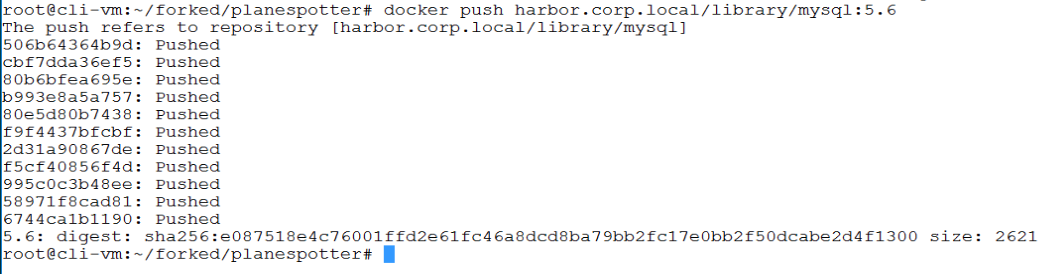 root@cli-vm:~/forked/planespotter# docker push harbor.corp.local/library/mysql:5.6
The push refers to repository [harbor.corp.local/library/mysql]
506b64364b9d: Pushed
cbf7dda36ef5: Pushed
80b6bfea695e: Pushed
b993e8a5a757: Pushed
80e5d80b7438: Pushed
f9f4437bfcbf: Pushed
2d31a90867de: Pushed
f5cf40856f4d: Pushed
995c0c3b48ee: Pushed
58971f8cad81: Pushed
6744ca1b1190: Pushed
5.6: digest: sha256:e087518e4c76001ffd2e61fc46a8dcd8ba79bb2fc17e0bb2f50dcabe2d4f1300 size: 2621
root@cli-vm:~/forked/planespotter#